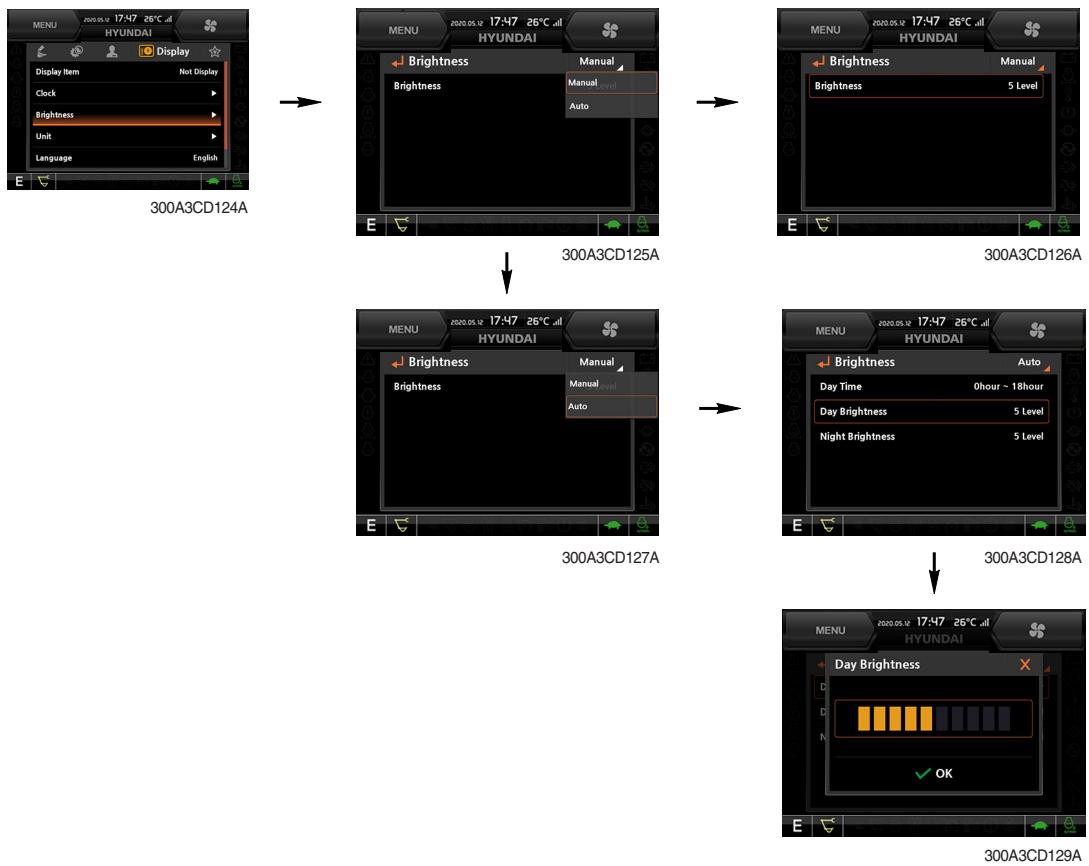 MENU 2020.05.12 17:47 26°C
HYUNDAI
Display
Display Item Not Display
Clock
Brightness
Unit
Language English
E
300A3CD124A
MENU 2020.05.12 17:47 26°C
HYUNDAI
Brightness Manual
Brightness Manual Level
Auto
E
300A3CD125A
MENU 2020.05.12 17:47 26°C
HYUNDAI
Brightness Manual
Brightness 5 Level
E
300A3CD126A
MENU 2020.05.12 17:47 26°C
HYUNDAI
Brightness Manual
Brightness Manual Level
Auto
E
300A3CD127A
MENU 2020.05.12 17:47 26°C
HYUNDAI
Brightness Auto
Day Time 0hour ~ 18hour
Day Brightness 5 Level
Night Brightness 5 Level
E
300A3CD128A
MENU 2020.05.12 17:47 26°C
HYUNDAI
Day Brightness X
D
D
N
OK
E
300A3CD129A